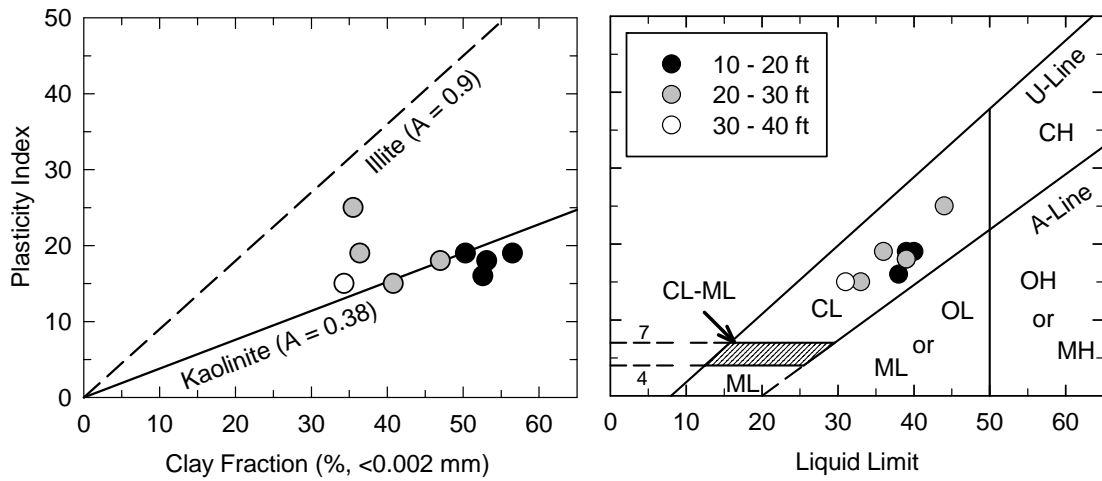 50
40
30
20
10
0
Plasticity Index
Illite (A = 0.9)
Kaolinite (A = 0.38)
0 10 20 30 40 50 60
Clay Fraction (%, <0.002 mm)
10 - 20 ft
20 - 30 ft
30 - 40 ft
U-Line
CH
A-Line
CL-ML
CL
OL
or
ML
OH
or
MH
7
4
ML
0 10 20 30 40 50 60
Liquid Limit